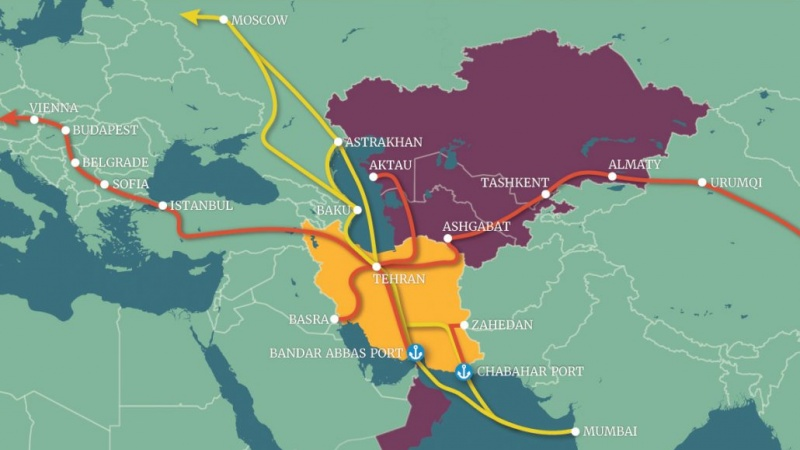 MOSCOW
VIENNA
BUDAPEST
BELGRADE
SOFIA
ISTANBUL
ASTRAKHAN
AKTAU
BAKU
TASHKENT
ALMATY
URUMQI
ASHGABAT
TEHRAN
BASRA
ZAHEDAN
BANDAR ABBAS PORT
CHABAHAR PORT
MUMBAI